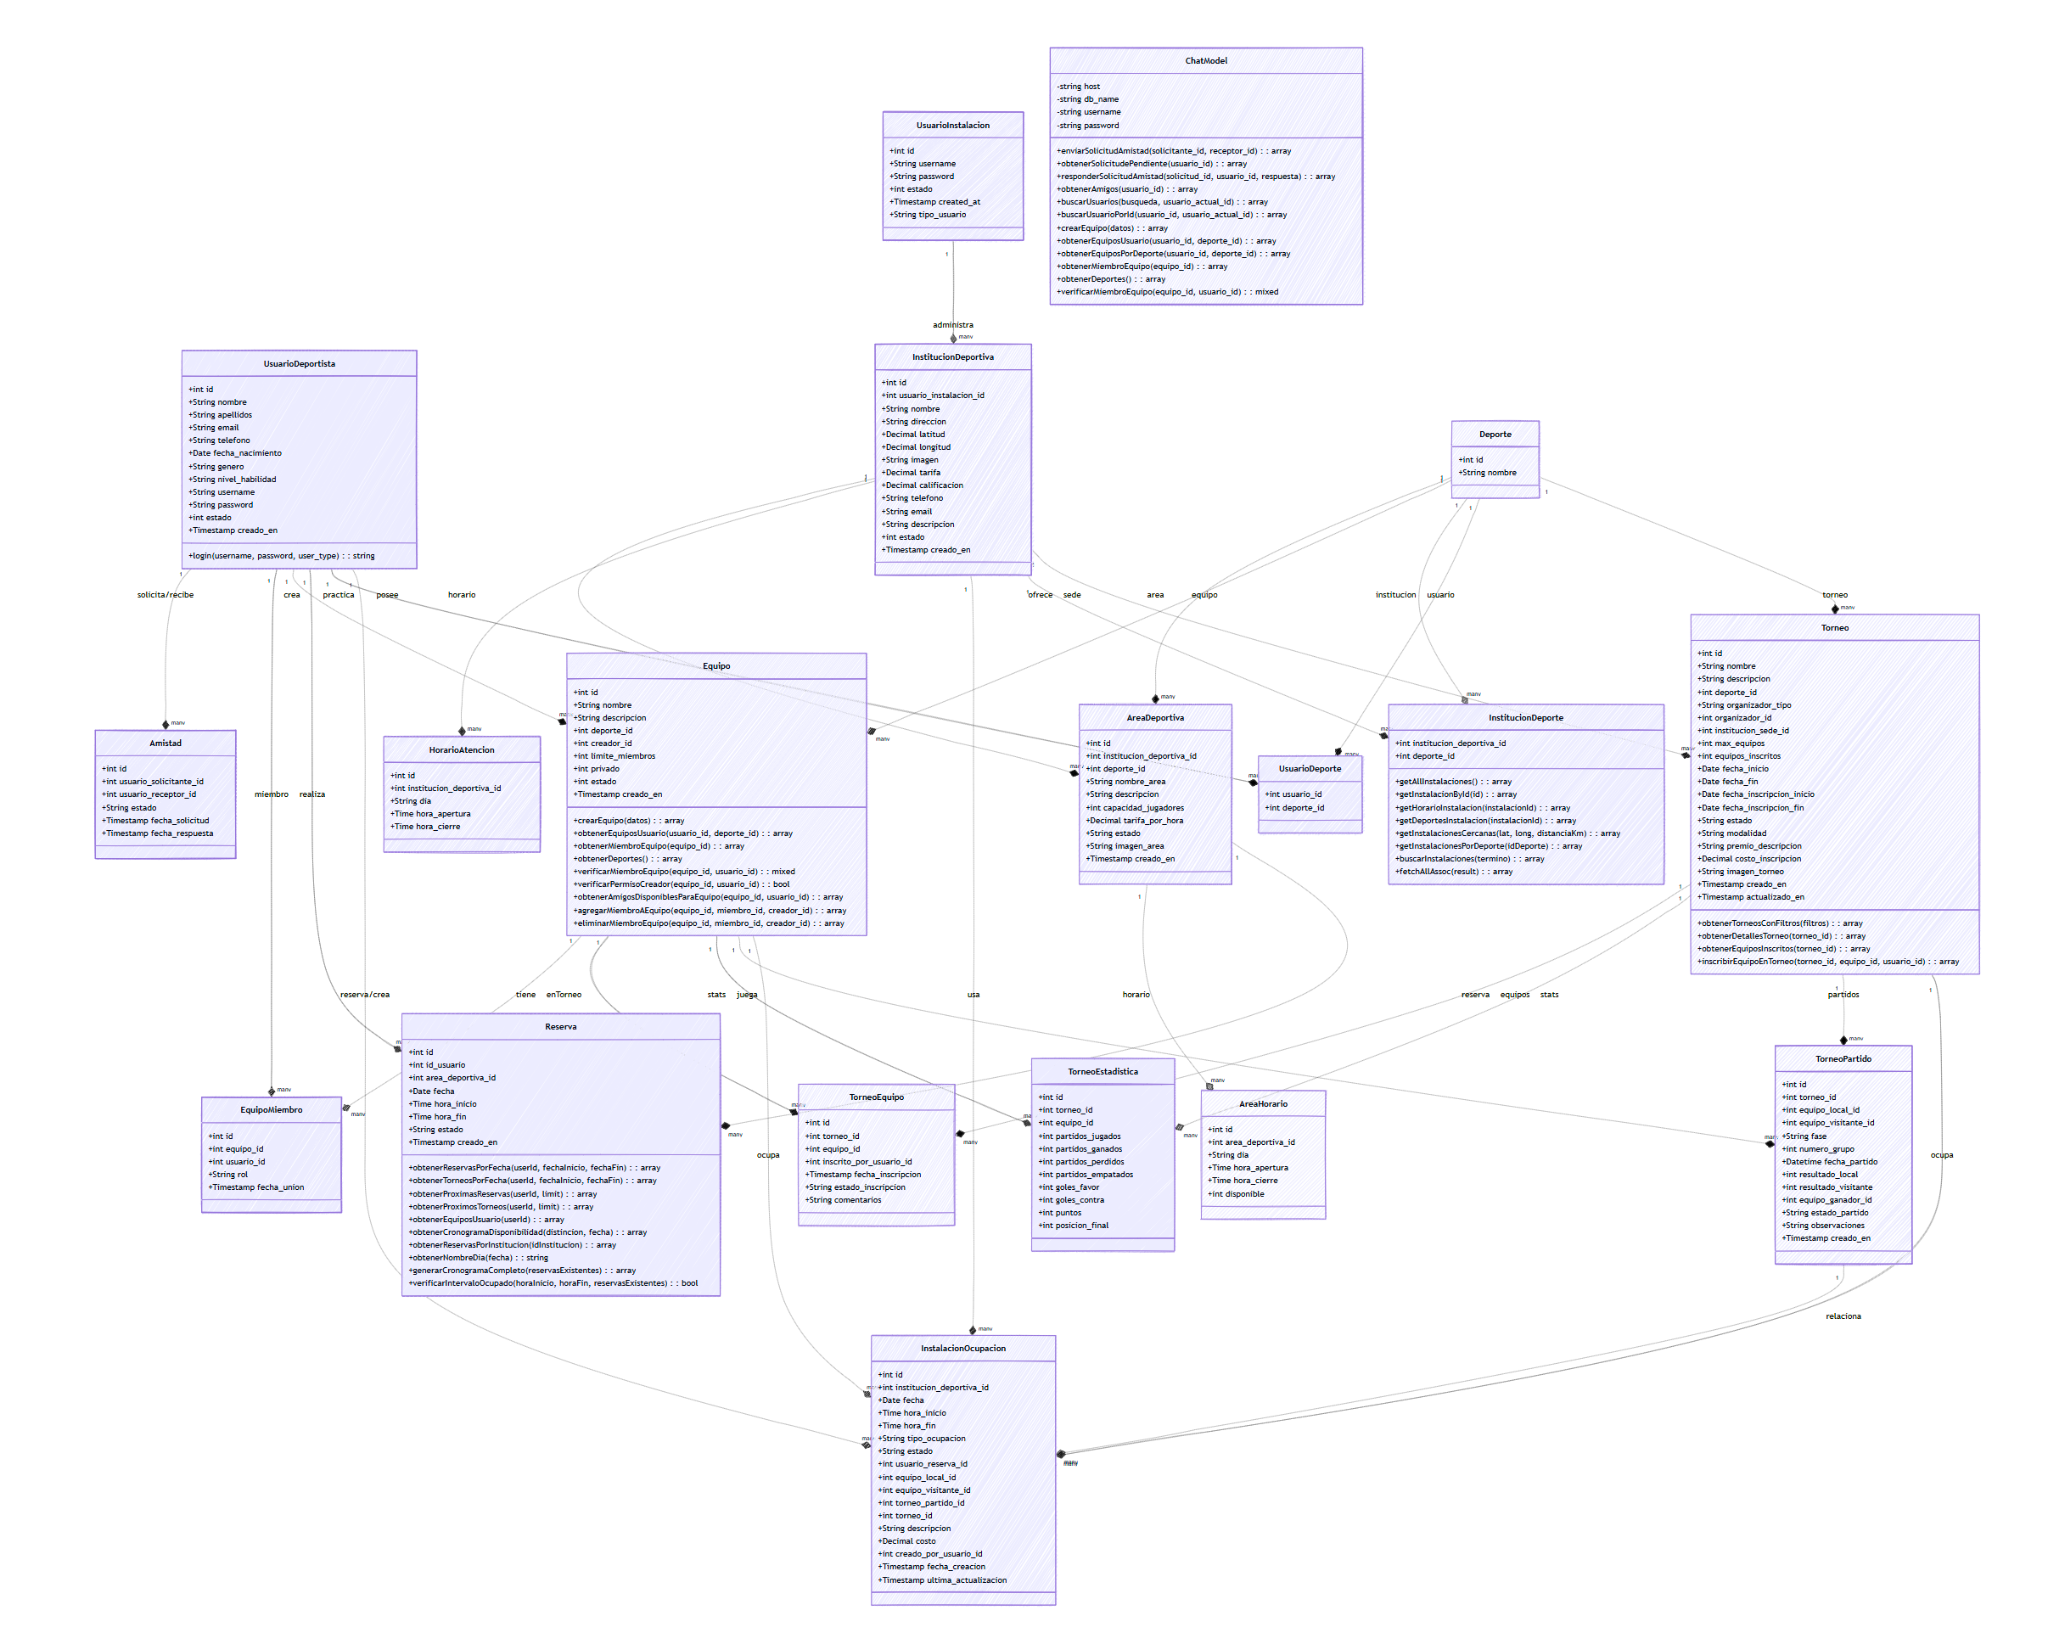 ChatModel
-string host
-string db_name
-string username
-string password
+enviarSolicitudAmistad(solicitante_id, receptor_id) : : array
+obtenerSolicitudePendiente(usuario_id) : : array
+responderSolicitudAmistad(solicitud_id, usuario_id, respuesta) : : array
+obtenerAmigos(usuario_id) : : array
+buscarUsuarios(busqueda, usuario_actual_id) : : array
+buscarUsuarioPorId(usuario_id, usuario_actual_id) : : array
+crearEquipo(datos) : : array
+obtenerEquiposUsuario(usuario_id, deporte_id) : : array
+obtenerEquiposPorDeporte(usuario_id, deporte_id) : : array
+obtenerMiembroEquipo(equipo_id) : : array
+obtenerDeportes() : : array
+verificarMiembroEquipo(equipo_id, usuario_id) : : mixed
UsuarioInstalacion
+int id
+String username
+String password
+int estado
+Timestamp created_at
+String tipo_usuario
1
administra
many
UsuarioDeportista
+int id
+String nombre
+String apellidos
+String email
+String telefono
+Date fecha_nacimiento
+String genero
+String nivel_habilidad
+String username
+String password
+int estado
+Timestamp creado_en
+login(username, password, user_type) : : string
InstitucionDeportiva
+int id
+int usuario_instalacion_id
+String nombre
+String direccion
+Decimal latitud
+Decimal longitud
+String imagen
+Decimal tarifa
+Decimal calificacion
+String telefono
+String email
+String descripcion
+int estado
+Timestamp creado_en
Deporte
+int id
+String nombre
1 1 1 1 1 1
solicita/recibe crea practica posee horario ofrece sede area equipo institucion usuario torneo
Equipo
+int id
+String nombre
+String descripcion
+int deporte_id
+int creador_id
+int limite_miembros
+int privado
+int estado
+Timestamp creado_en
+crearEquipo(datos) : : array
+obtenerEquiposUsuario(usuario_id, deporte_id) : : array
+obtenerMiembroEquipo(equipo_id) : : array
+obtenerDeportes() : : array
+verificarMiembroEquipo(equipo_id, usuario_id) : : mixed
+verificarPermisoCreador(equipo_id, usuario_id) : : bool
+obtenerAmigosDisponiblesParaEquipo(equipo_id, usuario_id) : : array
+agregarMiembroAEquipo(equipo_id, miembro_id, creador_id) : : array
+eliminarMiembroEquipo(equipo_id, miembro_id, creador_id) : : array
Torneo
+int id
+String nombre
+String descripcion
+int deporte_id
+String organizador_tipo
+int organizador_id
+int institucion_sede_id
+int max_equipos
+int equipos_inscritos
+Date fecha_inicio
+Date fecha_fin
+Date fecha_inscripcion_inicio
+Date fecha_inscripcion_fin
+String estado
+String modalidad
+String premio_descripcion
+Decimal costo_inscripcion
+String imagen_torneo
+Timestamp creado_en
+Timestamp actualizado_en
+obtenerTorneosConFiltros(filtros) : : array
+obtenerDetallesTorneo(torneo_id) : : array
+obtenerEquiposInscritos(torneo_id) : : array
+inscribirEquipoEnTorneo(torneo_id, equipo_id, usuario_id) : : array
Amistad
+int id
+int usuario_solicitante_id
+int usuario_receptor_id
+String estado
+Timestamp fecha_solicitud
+Timestamp fecha_respuesta
HorarioAtencion
+int id
+int institucion_deportiva_id
+String dia
+Time hora_apertura
+Time hora_cierre
AreaDeportiva
+int id
+int institucion_deportiva_id
+int deporte_id
+String nombre_area
+String descripcion
+int capacidad_jugadores
+Decimal tarifa_por_hora
+String estado
+String imagen_area
+Timestamp creado_en
UsuarioDeporte
+int usuario_id
+int deporte_id
InstitucionDeporte
+int institucion_deportiva_id
+int deporte_id
+getAllInstalaciones() : : array
+getInstalacionById(id) : : array
+getHorarioInstalacion(instalacionId) : : array
+getDeportesInstalacion(instalacionId) : : array
+getInstalacionesCercanas(lat, long, distanciaKm) : : array
+getInstalacionesPorDeporte(idDeporte) : : array
+buscarInstalaciones(termino) : : array
+fetchAllAssoc(result) : : array
miembro realiza
reserva/crea tiene enTorneo stats juega usa horario reserva equipos stats partidos
Reserva
+int id
+int id_usuario
+int area_deportiva_id
+Date fecha
+Time hora_inicio
+Time hora_fin
+String estado
+Timestamp creado_en
+obtenerReservasPorFecha(userId, fechaInicio, fechaFin) : : array
+obtenerTorneosPorFecha(userId, fechaInicio, fechaFin) : : array
+obtenerProximasReservas(userId, limit) : : array
+obtenerProximosTorneos(userId, limit) : : array
+obtenerEquiposUsuario(userId) : : array
+obtenerCronogramaDisponibilidad(distincion, fecha) : : array
+obtenerReservasPorInstitucion(idInstitucion) : : array
+obtenerNombreDia(fecha) : : string
+generarCronogramaCompleto(reservasExistentes) : : array
+verificarIntervaloOcupado(horaInicio, horaFin, reservasExistentes) : : bool
EquipoMiembro
+int id
+int equipo_id
+int usuario_id
+String rol
+Timestamp fecha_union
TorneoEquipo
+int id
+int torneo_id
+int equipo_id
+int inscrito_por_usuario_id
+Timestamp fecha_inscripcion
+String estado_inscripcion
+String comentarios
TorneoEstadistica
+int id
+int torneo_id
+int equipo_id
+int partidos_jugados
+int partidos_ganados
+int partidos_perdidos
+int partidos_empatados
+int goles_favor
+int goles_contra
+int puntos
+int posicion_final
AreaHorario
+int id
+int area_deportiva_id
+String dia
+Time hora_apertura
+Time hora_cierre
+int disponible
TorneoPartido
+int id
+int torneo_id
+int equipo_local_id
+int equipo_visitante_id
+String fase
+int numero_grupo
+Datetime fecha_partido
+int resultado_local
+int resultado_visitante
+int equipo_ganador_id
+String estado_partido
+String observaciones
+Timestamp creado_en
ocupa
ocupa
relaciona
InstalacionOcupacion
+int id
+int institucion_deportiva_id
+Date fecha
+Time hora_inicio
+Time hora_fin
+String tipo_ocupacion
+String estado
+int usuario_reserva_id
+int equipo_local_id
+int equipo_visitante_id
+int torneo_partido_id
+int torneo_id
+String descripcion
+Decimal costo
+int creado_por_usuario_id
+Timestamp fecha_creacion
+Timestamp ultima_actualizacion